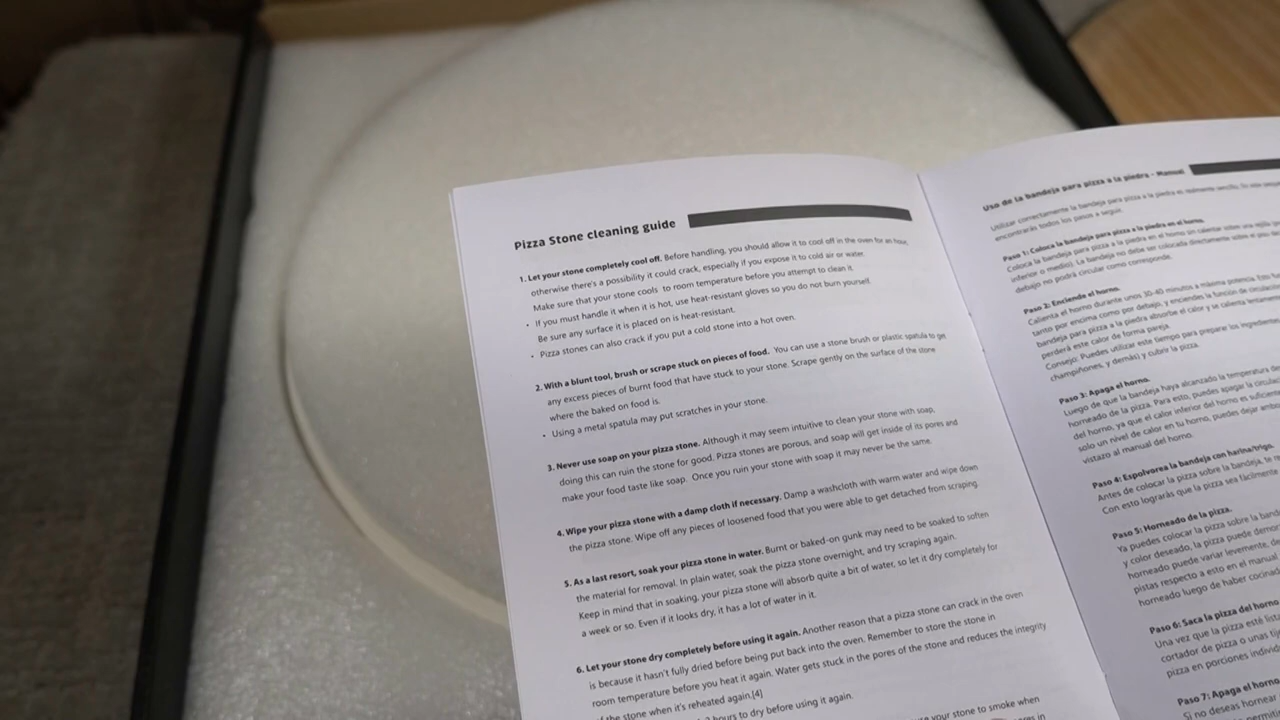 Pizza Stone cleaning guide
1. Let your stone completely cool off. Before handling, you should allow it to cool off in the oven for an hour,
otherwise there's a possibility it could crack, especially if you expose it to cold air or water.
Make sure that your stone cools to room temperature before you attempt to clean it.
• If you must handle it when it is hot, use heat-resistant gloves so you do not burn yourself.
Be sure any surface it is placed on is heat-resistant.
• Pizza stones can also crack if you put a cold stone into a hot oven.
2. With a blunt tool, brush or scrape stuck on pieces of food. You can use a stone brush or plastic spatula to get
any excess pieces of burnt food that have stuck to your stone. Scrape gently on the surface of the stone
where the baked on food is.
• Using a metal spatula may put scratches in your stone.
3. Never use soap on your pizza stone. Although it may seem intuitive to clean your stone with soap,
doing this can ruin the stone for good. Pizza stones are porous, and soap will get inside of its pores and
make your food taste like soap. Once you ruin your stone with soap it may never be the same.
4. Wipe your pizza stone with a damp cloth if necessary. Damp a washcloth with warm water and wipe down
the pizza stone. Wipe off any pieces of loosened food that you were able to get detached from scraping.
5. As a last resort, soak your pizza stone in water. Burnt or baked-on gunk may need to be soaked to soften
the material for removal. In plain water, soak the pizza stone overnight, and try scraping again.
Keep in mind that in soaking, your pizza stone will absorb quite a bit of water, so let it dry completely for
a week or so. Even if it looks dry, it has a lot of water in it.
6. Let your stone dry completely before using it again. Another reason that a pizza stone can crack in the oven
is because it hasn't fully dried before being put back into the oven. Remember to store the stone in
room temperature before you heat it again. Water gets stuck in the pores of the stone and reduces the integrity
of the stone when it's reheated again.[4]
hours to dry before using it again.
your stone to smoke when
Uso de la bandeja para pizza a la piedra - Manual
Utilizar correctamente la bandeja para pizza a la piedra es realmente sencillo.
encontrarás todos los pasos a seguir.
Paso 1: Coloca la bandeja para pizza a la piedra en el horno.
Coloca la bandeja para pizza a la piedra en el horno sin calentar sobre una rejilla
inferior o medio). La bandeja no debe ser colocada directamente sobre el
debajo no podrá circular como corresponde.
Paso 2: Enciende el horno.
Calienta el horno durante unos 30-40 minutos a máxima potencia.
tanto por encima como por debajo, y enciendes la función de
bandeja para pizza a la piedra absorbe el calor y se calienta
perderá este calor de forma pareja.
Consejo: Puedes utilizar este tiempo para preparar los
champiñones, y demás) y cubrir la pizza.
Paso 3: Apaga el horno.
Luego de que la bandeja haya alcanzado la temperatura
horneado de la pizza. Para esto, puedes apagar la
del horno, ya que el calor inferior del horno es
solo un nivel de calor en tu horno, puedes dejar
vistazo al manual del horno.
Paso 4: Espolvorea la bandeja con harina/trigo.
Antes de colocar la pizza sobre la bandeja, se
Con esto lograrás que la pizza sea fácilmente
Paso 5: Horneado de la pizza.
Ya puedes colocar la pizza sobre la
y color deseado, la pizza puede
horneado puede variar levemente,
pistas respecto a esto en el manual
horneado luego de haber
Paso 6: Saca la pizza del horno
Una vez que la pizza esté
cortador de pizza o unas
pizza en porciones
Paso 7: Apaga el
Si no deseas